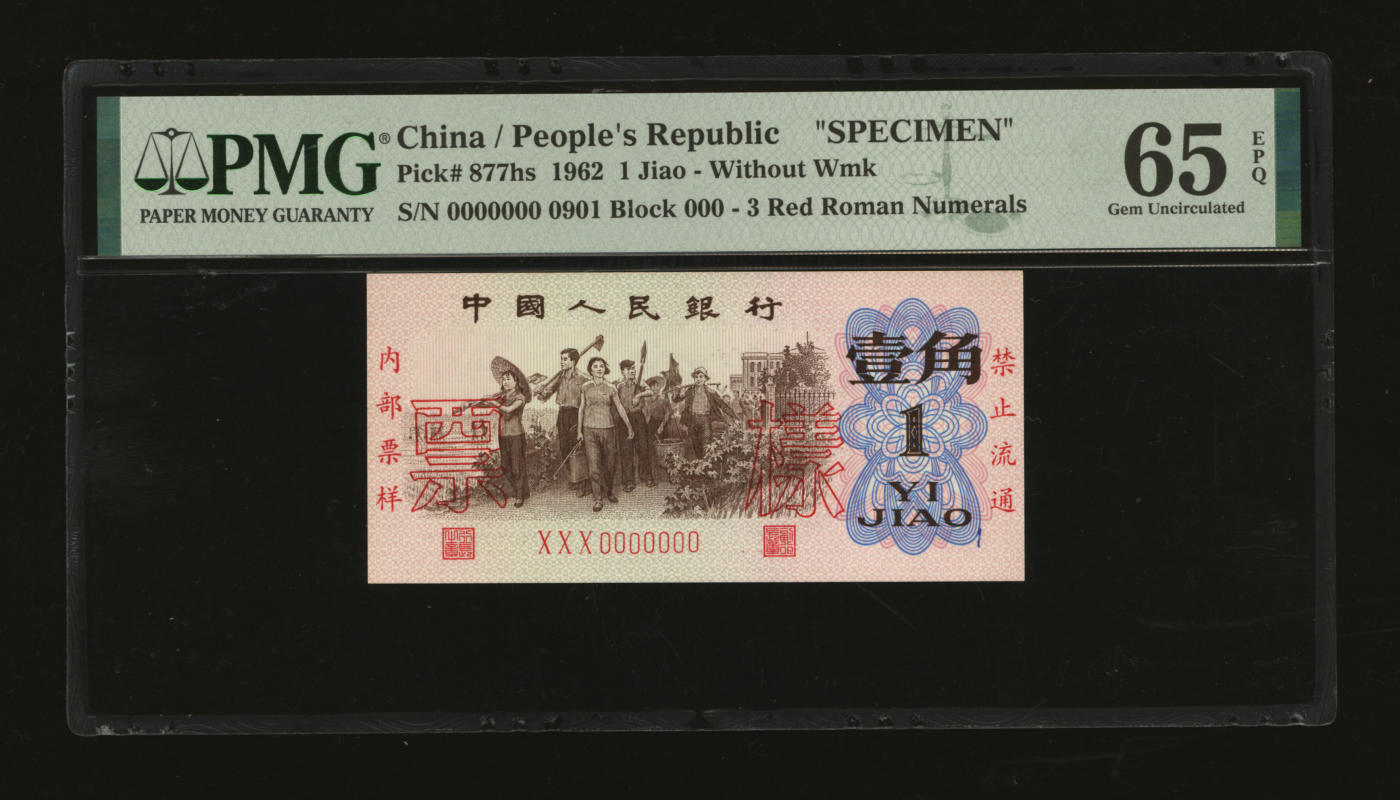 PMG®
PAPER MONEY GUARANTY
China / People's Republic "SPECIMEN"
Pick# 877hs 1962 1 Jiao - Without Wmk
S/N 0000000 0901 Block 000 - 3 Red Roman Numerals
65
EPQ
Gem Uncirculated
中國人民銀行
内部票样
票樣
壹角
1
YI
JIAO
禁止流通
XXX0000000